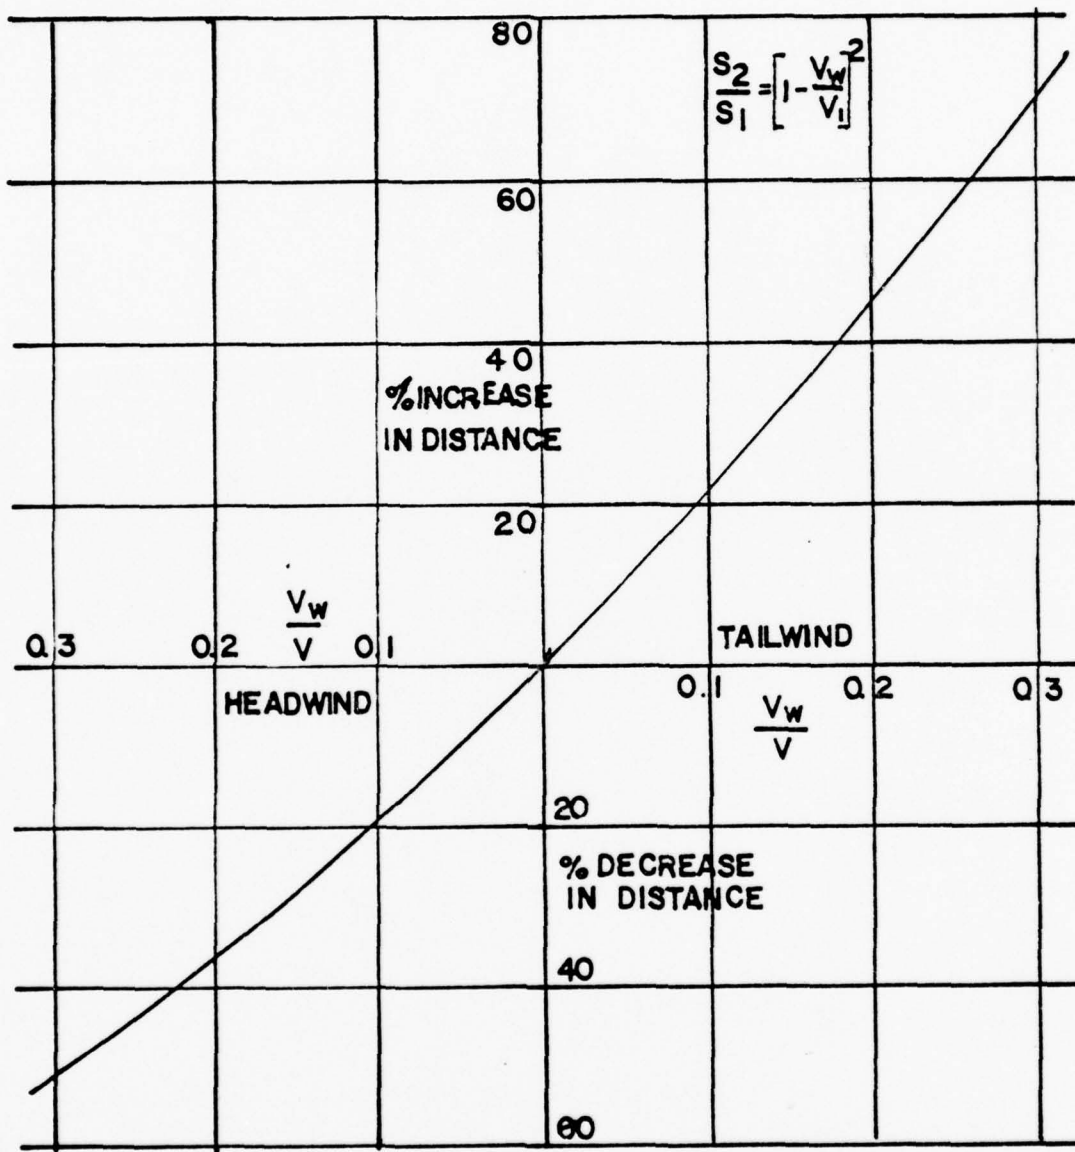 80
S2/S1 = [1 - Vw/V1]^2
60
40
% INCREASE
IN DISTANCE
20
0.3 0.2 Vw/V 0.1
TAILWIND
HEADWIND
0.1 0.2 0.3
Vw/V
20
% DECREASE
IN DISTANCE
40
60